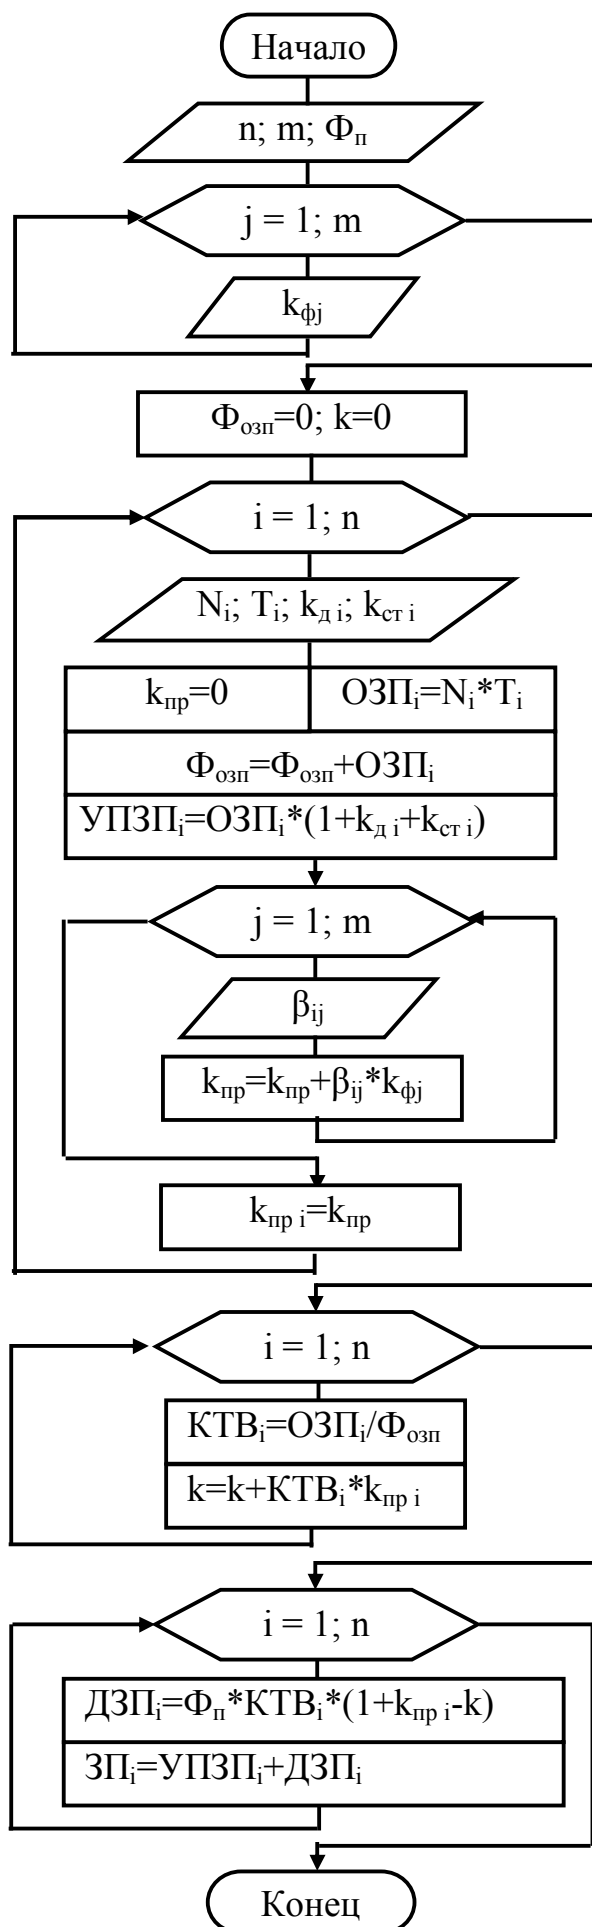 Начало
n; m; Фп
j = 1; m
kфj
Фозп=0; k=0
i = 1; n
Ni; Ti; kд i; kст i
kпр=0 ОЗПi=Ni*Ti
Фозп=Фозп+ОЗПi
УПЗПi=ОЗПi*(1+kд i+kст i)
j = 1; m
βij
kпр=kпр+βij*kфj
kпр i=kпр
i = 1; n
КТВi=ОЗПi/Фозп
k=k+КТВi*kпр i
i = 1; n
ДЗПi=Фп*КТВi*(1+kпр i-k)
ЗПi=УПЗПi+ДЗПi
Конец